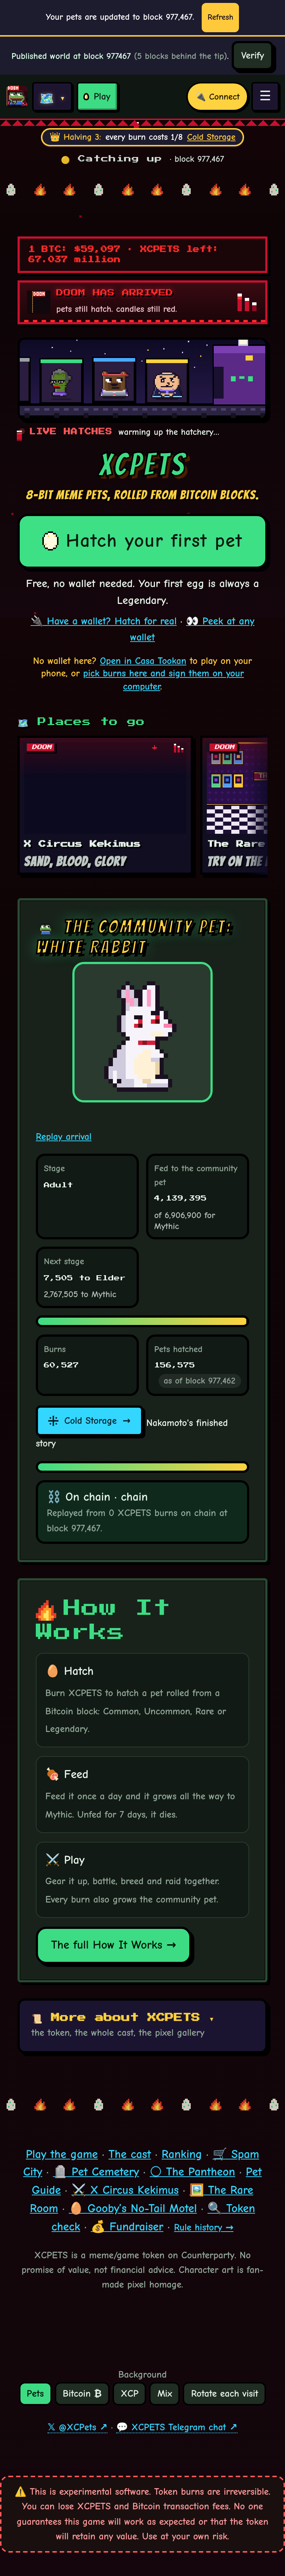 Your pets are updated to block 977,467. Refresh
Published world at block 977467 (5 blocks behind the tip). Verify
Play
Connect
Halving 3: every burn costs 1/8 Cold Storage
Catching up · block 977,467
1 BTC: $59,097 · XCPETS left:
67.037 million
DOOM
DOOM HAS ARRIVED
pets still hatch. candles still red.
LIVE HATCHES warming up the hatchery...
XCPETS
8-BIT MEME PETS, ROLLED FROM BITCOIN BLOCKS.
Hatch your first pet
Free, no wallet needed. Your first egg is always a
Legendary.
Have a wallet? Hatch for real · Peek at any
wallet
No wallet here? Open in Casa Tookan to play on your
phone, or pick burns here and sign them on your
computer.
Places to go
DOOM
X Circus Kekimus
SAND, BLOOD, GLORY
DOOM
The Rare
TRY ON THE
THE COMMUNITY PET:
WHITE RABBIT
Replay arrival
Stage
Adult
Fed to the community
pet
4,139,395
of 6,906,900 for
Mythic
Next stage
7,505 to Elder
2,767,505 to Mythic
Burns
60,527
Pets hatched
156,575
as of block 977,462
Cold Storage → Nakamoto's finished
story
On chain · chain
Replayed from 0 XCPETS burns on chain at
block 977,467.
How It
Works
Hatch
Burn XCPETS to hatch a pet rolled from a
Bitcoin block: Common, Uncommon, Rare or
Legendary.
Feed
Feed it once a day and it grows all the way to
Mythic. Unfed for 7 days, it dies.
Play
Gear it up, battle, breed and raid together.
Every burn also grows the community pet.
The full How It Works →
More about XCPETS ▾
the token, the whole cast, the pixel gallery
Play the game · The cast · Ranking · Spam
City · Pet Cemetery · The Pantheon · Pet
Guide · X Circus Kekimus · The Rare
Room · Gooby's No-Tail Motel · Token
check · Fundraiser · Rule history →
XCPETS is a meme/game token on Counterparty. No
promise of value, not financial advice. Character art is fan-
made pixel homage.
Background
Pets Bitcoin ₿ XCP Mix Rotate each visit
𝕏 @XCPets ↗ · XCPETS Telegram chat ↗
This is experimental software. Token burns are irreversible.
You can lose XCPETS and Bitcoin transaction fees. No one
guarantees this game will work as expected or that the token
will retain any value. Use at your own risk.